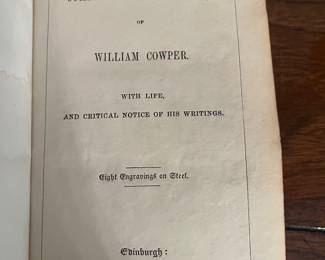 OF
WILLIAM COWPER.
WITH LIFE,
AND CRITICAL NOTICE OF HIS WRITINGS.
Eight Engravings on Steel.
Edinburgh: